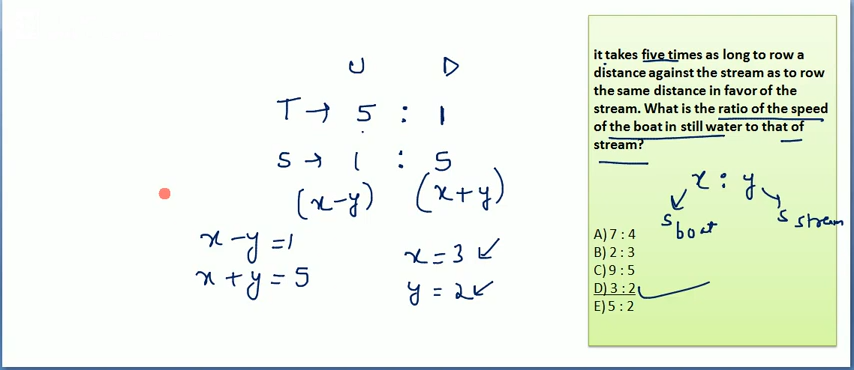 U D
T → 5 : 1
S → 1 : 5
(x-y) (x+y)
x-y=1
x+y=5
x=3 ✓
y=2 ✓
it takes five times as long to row a
distance against the stream as to row
the same distance in favor of the
stream. What is the ratio of the speed
of the boat in still water to that of
stream?
x : y
S boat
S stream
A) 7 : 4
B) 2 : 3
C) 9 : 5
D) 3 : 2 ✓
E) 5 : 2